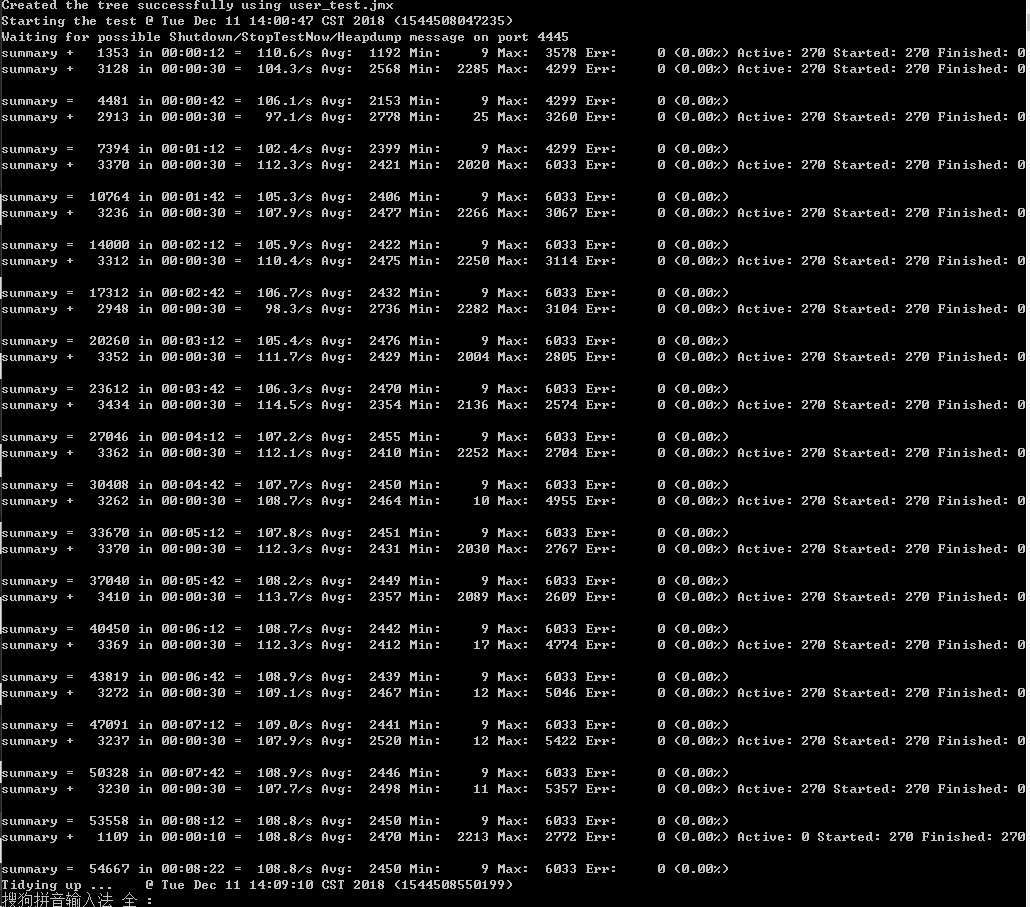 Created the tree successfully using user_test.jmx
Starting the test @ Tue Dec 11 14:00:47 CST 2018 (1544508047235)
Waiting for possible Shutdown/StopTestNow/Heapdump message on port 4445
summary +   1353 in 00:00:12 =  110.6/s Avg:  1192 Min:     9 Max:  3578 Err:     0 (0.00%) Active: 270 Started: 270 Finished: 0
summary +   3128 in 00:00:30 =  104.3/s Avg:  2568 Min:  2285 Max:  4299 Err:     0 (0.00%) Active: 270 Started: 270 Finished: 0
summary =   4481 in 00:00:42 =  106.1/s Avg:  2153 Min:     9 Max:  4299 Err:     0 (0.00%)
summary +   2913 in 00:00:30 =   97.1/s Avg:  2778 Min:    25 Max:  3260 Err:     0 (0.00%) Active: 270 Started: 270 Finished: 0
summary =   7394 in 00:01:12 =  102.4/s Avg:  2399 Min:     9 Max:  4299 Err:     0 (0.00%)
summary +   3370 in 00:00:30 =  112.3/s Avg:  2421 Min:  2020 Max:  6033 Err:     0 (0.00%) Active: 270 Started: 270 Finished: 0
summary =  10764 in 00:01:42 =  105.3/s Avg:  2406 Min:     9 Max:  6033 Err:     0 (0.00%)
summary +   3236 in 00:00:30 =  107.9/s Avg:  2477 Min:  2266 Max:  3067 Err:     0 (0.00%) Active: 270 Started: 270 Finished: 0
summary =  14000 in 00:02:12 =  105.9/s Avg:  2422 Min:     9 Max:  6033 Err:     0 (0.00%)
summary +   3312 in 00:00:30 =  110.4/s Avg:  2475 Min:  2250 Max:  3114 Err:     0 (0.00%) Active: 270 Started: 270 Finished: 0
summary =  17312 in 00:02:42 =  106.7/s Avg:  2432 Min:     9 Max:  6033 Err:     0 (0.00%)
summary +   2948 in 00:00:30 =   98.3/s Avg:  2736 Min:  2282 Max:  3104 Err:     0 (0.00%) Active: 270 Started: 270 Finished: 0
summary =  20260 in 00:03:12 =  105.4/s Avg:  2476 Min:     9 Max:  6033 Err:     0 (0.00%)
summary +   3352 in 00:00:30 =  111.7/s Avg:  2429 Min:  2004 Max:  2805 Err:     0 (0.00%) Active: 270 Started: 270 Finished: 0
summary =  23612 in 00:03:42 =  106.3/s Avg:  2470 Min:     9 Max:  6033 Err:     0 (0.00%)
summary +   3434 in 00:00:30 =  114.5/s Avg:  2354 Min:  2136 Max:  2574 Err:     0 (0.00%) Active: 270 Started: 270 Finished: 0
summary =  27046 in 00:04:12 =  107.2/s Avg:  2455 Min:     9 Max:  6033 Err:     0 (0.00%)
summary +   3362 in 00:00:30 =  112.1/s Avg:  2410 Min:  2252 Max:  2704 Err:     0 (0.00%) Active: 270 Started: 270 Finished: 0
summary =  30408 in 00:04:42 =  107.7/s Avg:  2450 Min:     9 Max:  6033 Err:     0 (0.00%)
summary +   3262 in 00:00:30 =  108.7/s Avg:  2464 Min:    10 Max:  4955 Err:     0 (0.00%) Active: 270 Started: 270 Finished: 0
summary =  33670 in 00:05:12 =  107.8/s Avg:  2451 Min:     9 Max:  6033 Err:     0 (0.00%)
summary +   3370 in 00:00:30 =  112.3/s Avg:  2431 Min:  2030 Max:  2767 Err:     0 (0.00%) Active: 270 Started: 270 Finished: 0
summary =  37040 in 00:05:42 =  108.2/s Avg:  2449 Min:     9 Max:  6033 Err:     0 (0.00%)
summary +   3410 in 00:00:30 =  113.7/s Avg:  2357 Min:  2089 Max:  2609 Err:     0 (0.00%) Active: 270 Started: 270 Finished: 0
summary =  40450 in 00:06:12 =  108.7/s Avg:  2442 Min:     9 Max:  6033 Err:     0 (0.00%)
summary +   3369 in 00:00:30 =  112.3/s Avg:  2412 Min:    17 Max:  4774 Err:     0 (0.00%) Active: 270 Started: 270 Finished: 0
summary =  43819 in 00:06:42 =  108.9/s Avg:  2439 Min:     9 Max:  6033 Err:     0 (0.00%)
summary +   3272 in 00:00:30 =  109.1/s Avg:  2467 Min:    12 Max:  5046 Err:     0 (0.00%) Active: 270 Started: 270 Finished: 0
summary =  47091 in 00:07:12 =  109.0/s Avg:  2441 Min:     9 Max:  6033 Err:     0 (0.00%)
summary +   3237 in 00:00:30 =  107.9/s Avg:  2520 Min:    12 Max:  5422 Err:     0 (0.00%) Active: 270 Started: 270 Finished: 0
summary =  50328 in 00:07:42 =  108.9/s Avg:  2446 Min:     9 Max:  6033 Err:     0 (0.00%)
summary +   3230 in 00:00:30 =  107.7/s Avg:  2498 Min:    11 Max:  5357 Err:     0 (0.00%) Active: 270 Started: 270 Finished: 0
summary =  53558 in 00:08:12 =  108.8/s Avg:  2450 Min:     9 Max:  6033 Err:     0 (0.00%)
summary +   1109 in 00:00:10 =  108.8/s Avg:  2470 Min:  2213 Max:  2772 Err:     0 (0.00%) Active: 0 Started: 270 Finished: 270
summary =  54667 in 00:08:22 =  108.8/s Avg:  2450 Min:     9 Max:  6033 Err:     0 (0.00%)
Tidying up ...    @ Tue Dec 11 14:09:10 CST 2018 (1544508550199)
搜狗拼音输入法 全 :